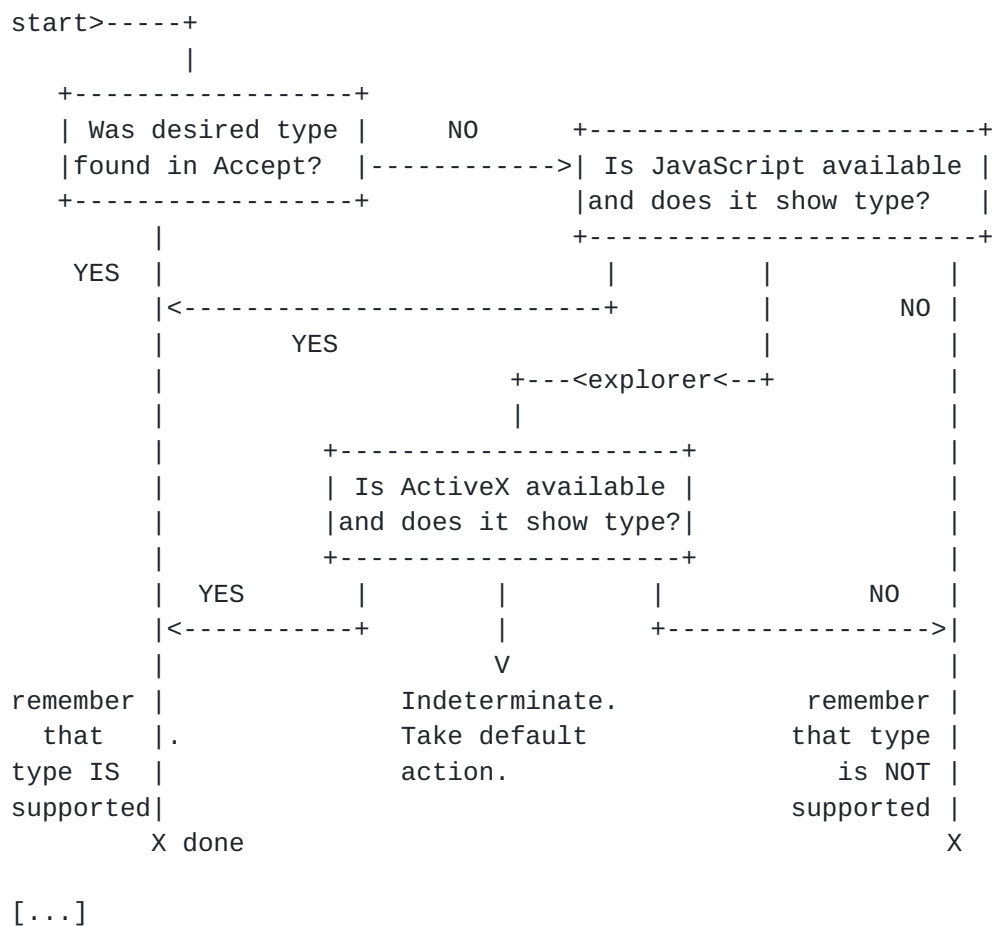 start>-----+
           |
   +------------------+
   | Was desired type |     NO      +-------------------------+
   |found in Accept?  |------------>| Is JavaScript available |
   +------------------+             |and does it show type?   |
         |                          +-------------------------+
    YES  |                            |         |           |
         |<---------------------------+         |        NO |
         |        YES                           |           |
         |                      +---<explorer<--+           |
         |                      |                           |
         |          +----------------------+                |
         |          | Is ActiveX available |                |
         |          |and does it show type?|                |
         |          +----------------------+                |
         |  YES       |        |         |             NO   |
         |<-----------+        |         +----------------->|
         |                     V                            |
remember |               Indeterminate.            remember |
  that   |.              Take default             that type |
type IS  |               action.                     is NOT |
supported|                                        supported |
         X done                                             X

[...]